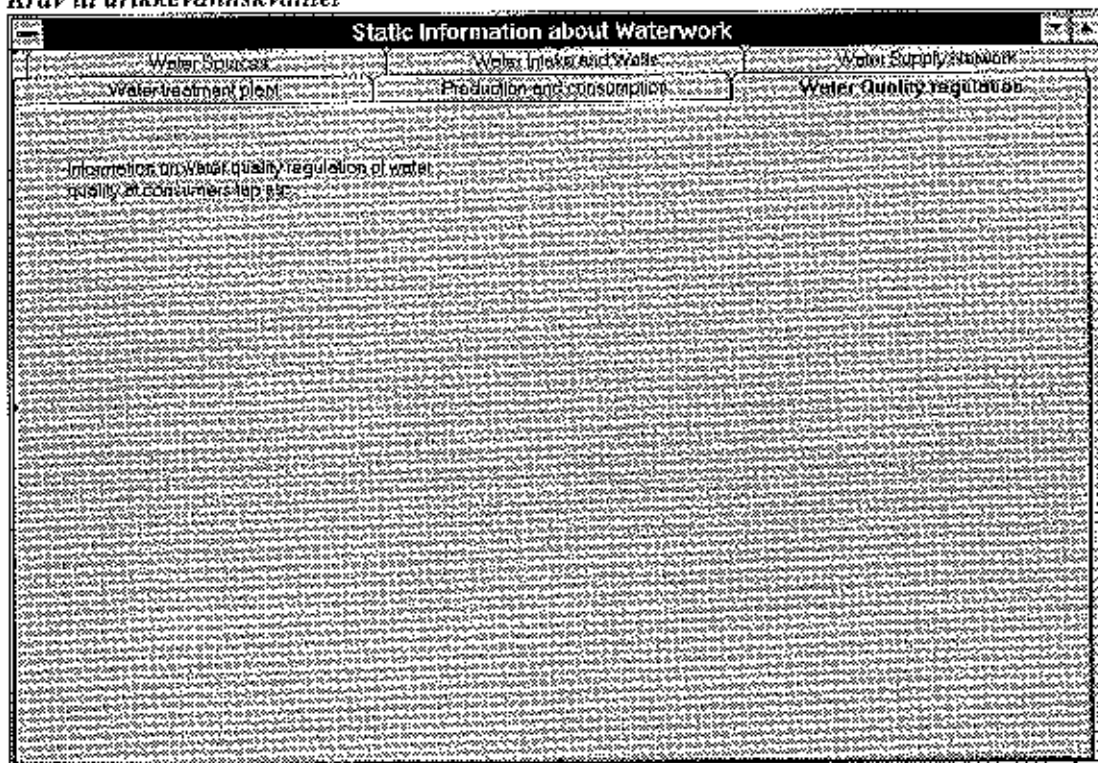 Static Information about Waterwork
Water Sources
Water Intake and Wells
Water Supply Network
Water treatment plant
Production and consumption
Water Quality regulation
Information on water quality regulation of water
quality at consumers tap etc